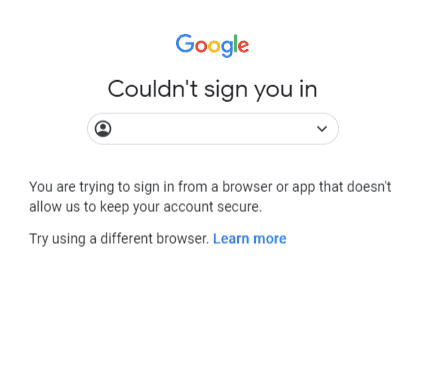 Google
Couldn't sign you in
You are trying to sign in from a browser or app that doesn't
allow us to keep your account secure.
Try using a different browser. Learn more